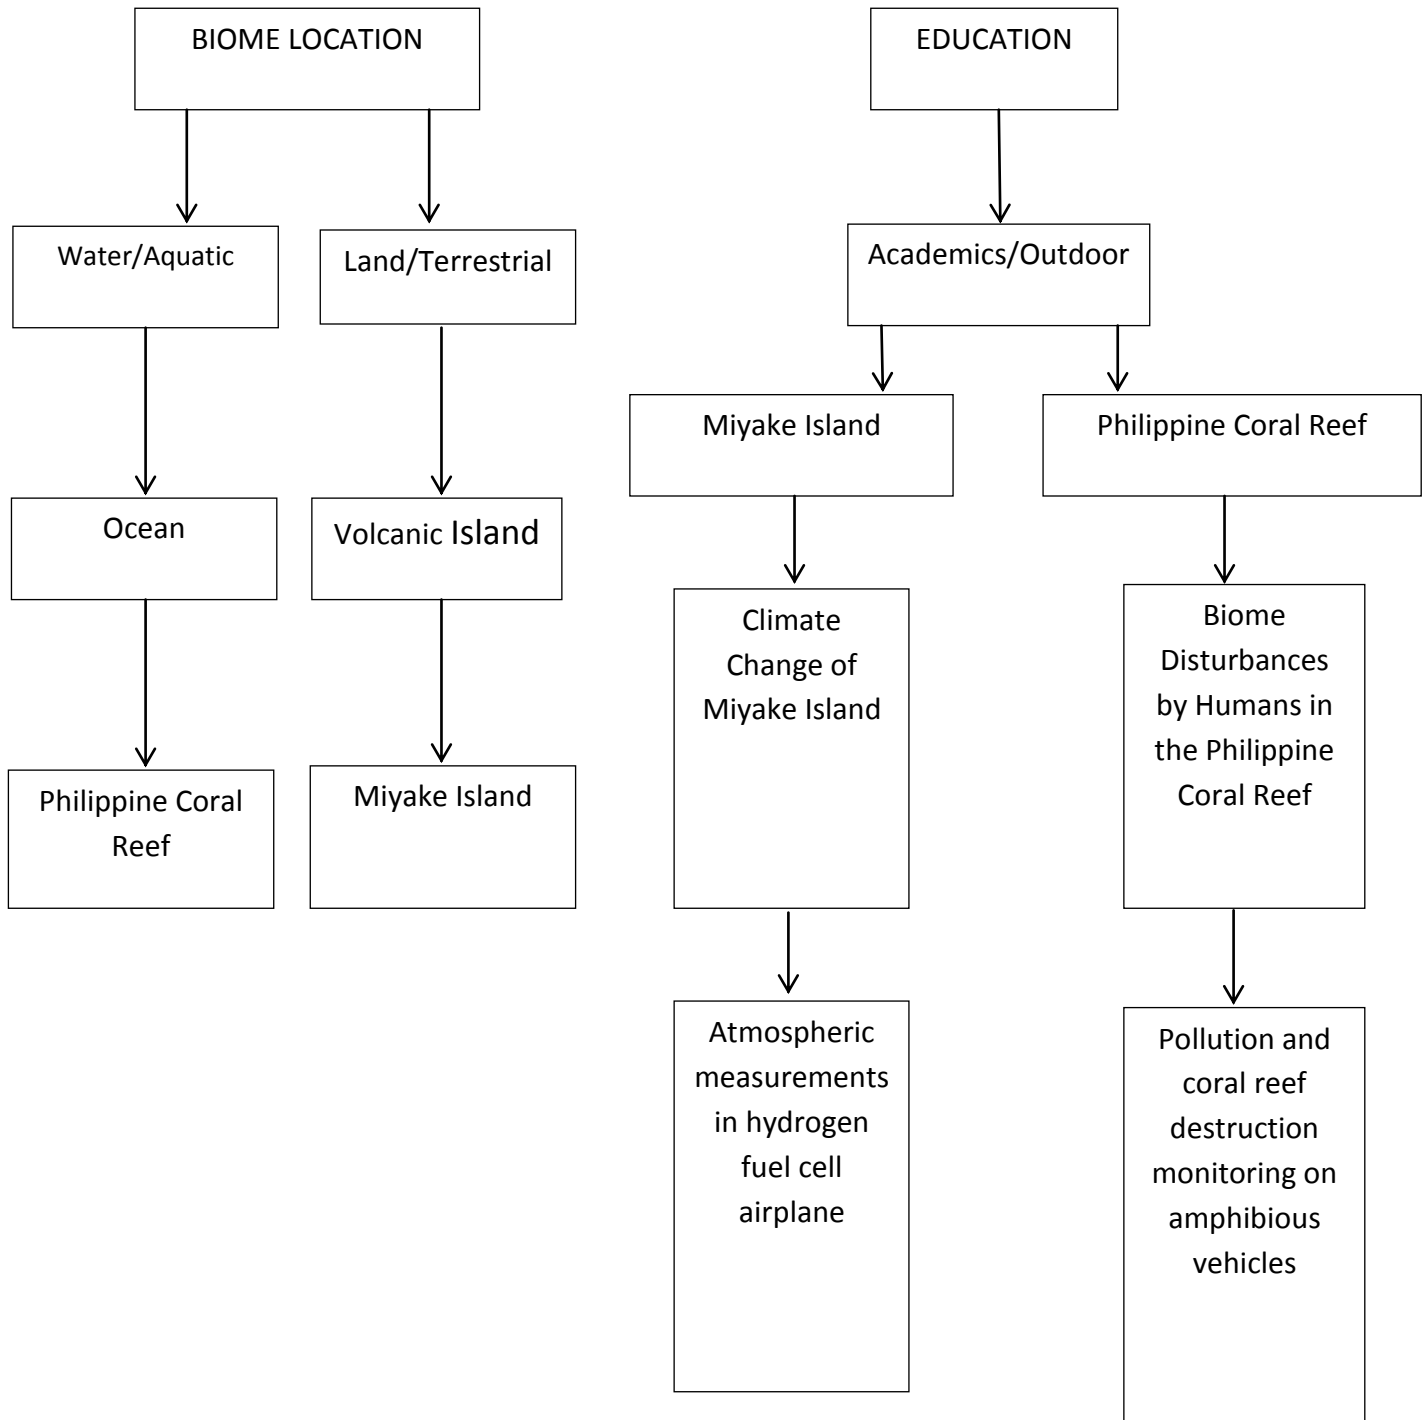 BIOME LOCATION
Water/Aquatic
Land/Terrestrial
Ocean
Volcanic Island
Philippine Coral
Reef
Miyake Island
EDUCATION
Academics/Outdoor
Miyake Island
Philippine Coral Reef
Climate
Change of
Miyake Island
Biome
Disturbances
by Humans in
the Philippine
Coral Reef
Atmospheric
measurements
in hydrogen
fuel cell
airplane
Pollution and
coral reef
destruction
monitoring on
amphibious
vehicles